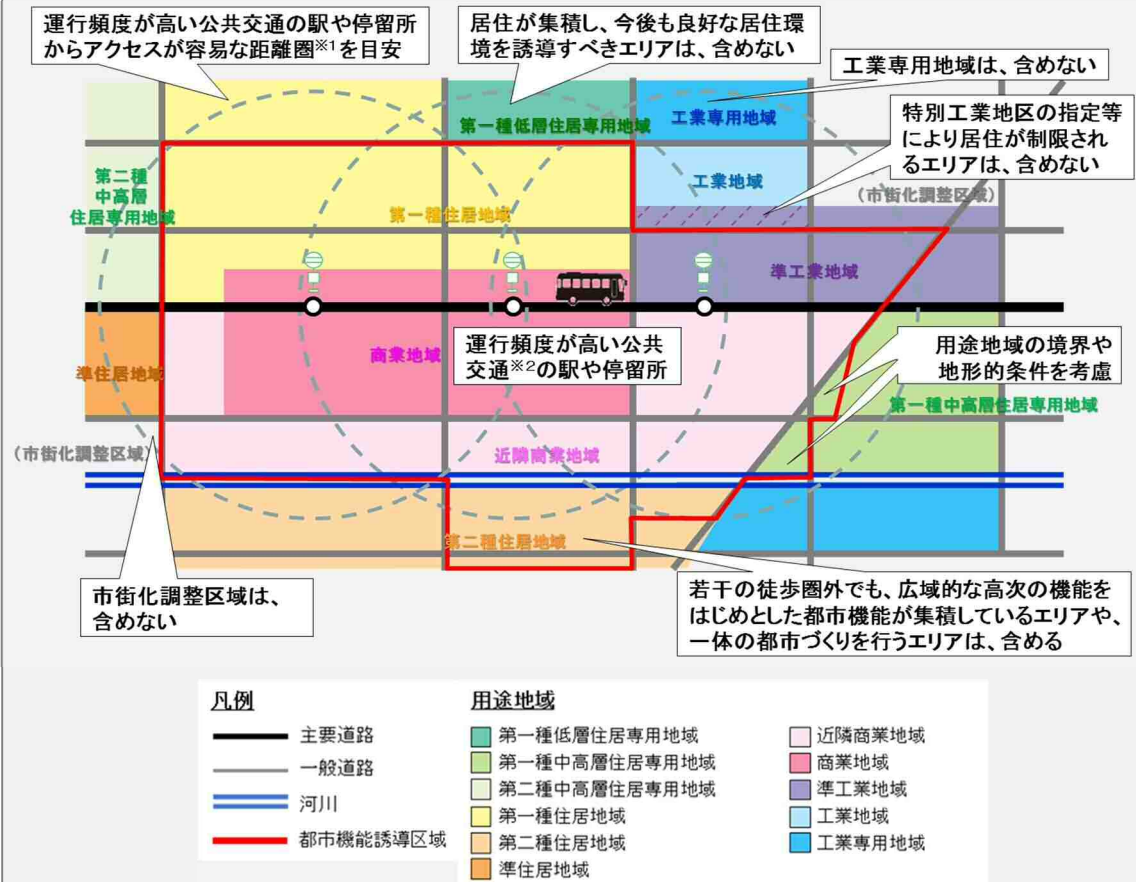 運行頻度が高い公共交通の駅や停留所
からアクセスが容易な距離圏※1を目安
居住が集積し、今後も良好な居住環
境を誘導すべきエリアは、含めない
工業専用地域は、含めない
特別工業地区の指定等
により居住が制限され
るエリアは、含めない
第一種低層住居専用地域
工業専用地域
第二種
中高層
住居専用地域
工業地域
(市街化調整区域)
第一種住居地域
準工業地域
運行頻度が高い公共
交通※2の駅や停留所
商業地域
用途地域の境界や
地形的条件を考慮
準住居地域
第一種中高層住居専用地域
(市街化調整区域)
近隣商業地域
第二種住居地域
市街化調整区域は、
含めない
若干の徒歩圏外でも、広域的な高次の機能を
はじめとした都市機能が集積しているエリアや、
一体の都市づくりを行うエリアは、含める
凡例
主要道路
一般道路
河川
都市機能誘導区域
用途地域
第一種低層住居専用地域
第一種中高層住居専用地域
第二種中高層住居専用地域
第一種住居地域
第二種住居地域
準住居地域
近隣商業地域
商業地域
準工業地域
工業地域
工業専用地域